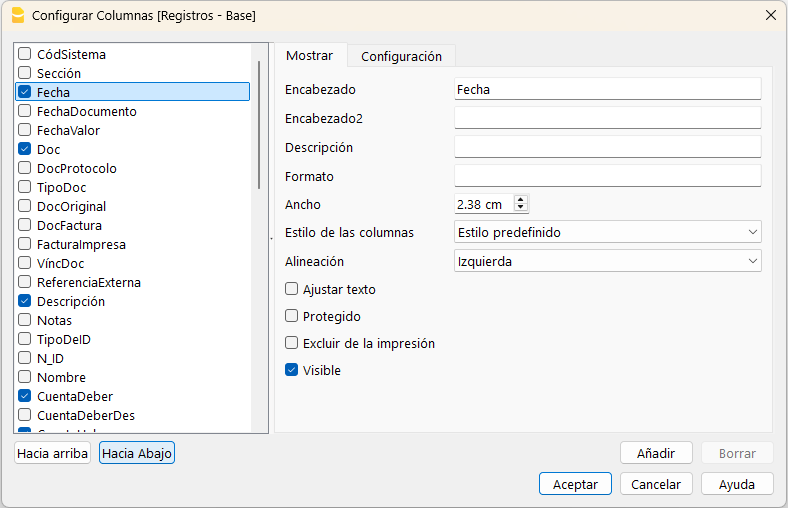 Configurar Columnas [Registros - Base]
CódSistema
Sección
Fecha
FechaDocumento
FechaValor
Doc
DocProtocolo
TipoDoc
DocOriginal
DocFactura
FacturaImpresa
VíncDoc
ReferenciaExterna
Descripción
Notas
TipoDeID
N_ID
Nombre
CuentaDeber
CuentaDeberDes
Mostrar
Configuración
Encabezado Fecha
Encabezado2
Descripción
Formato
Ancho 2.38 cm
Estilo de las columnas Estilo predefinido
Alineación Izquierda
Ajustar texto
Protegido
Excluir de la impresión
Visible
Hacia arriba Hacia Abajo Añadir Borrar
Aceptar Cancelar Ayuda